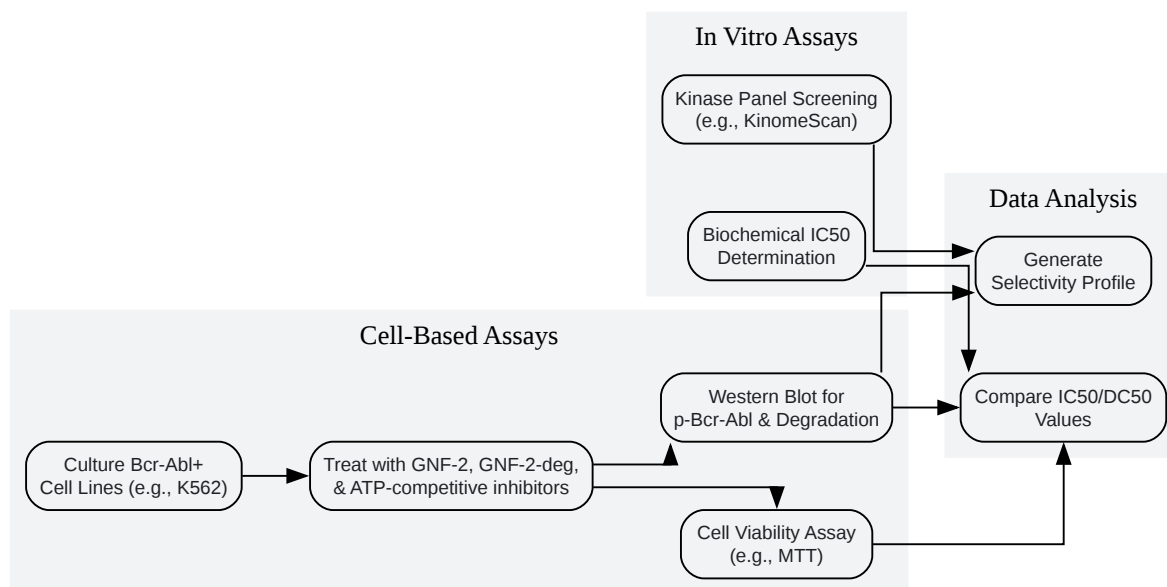 In Vitro Assays
Kinase Panel Screening
(e.g., KinomeScan)
Biochemical IC50
Determination
Data Analysis
Generate
Selectivity Profile
Compare IC50/DC50
Values
Cell-Based Assays
Culture Bcr-Abl+
Cell Lines (e.g., K562)
Treat with GNF-2, GNF-2-deg,
& ATP-competitive inhibitors
Western Blot for
p-Bcr-Abl & Degradation
Cell Viability Assay
(e.g., MTT)